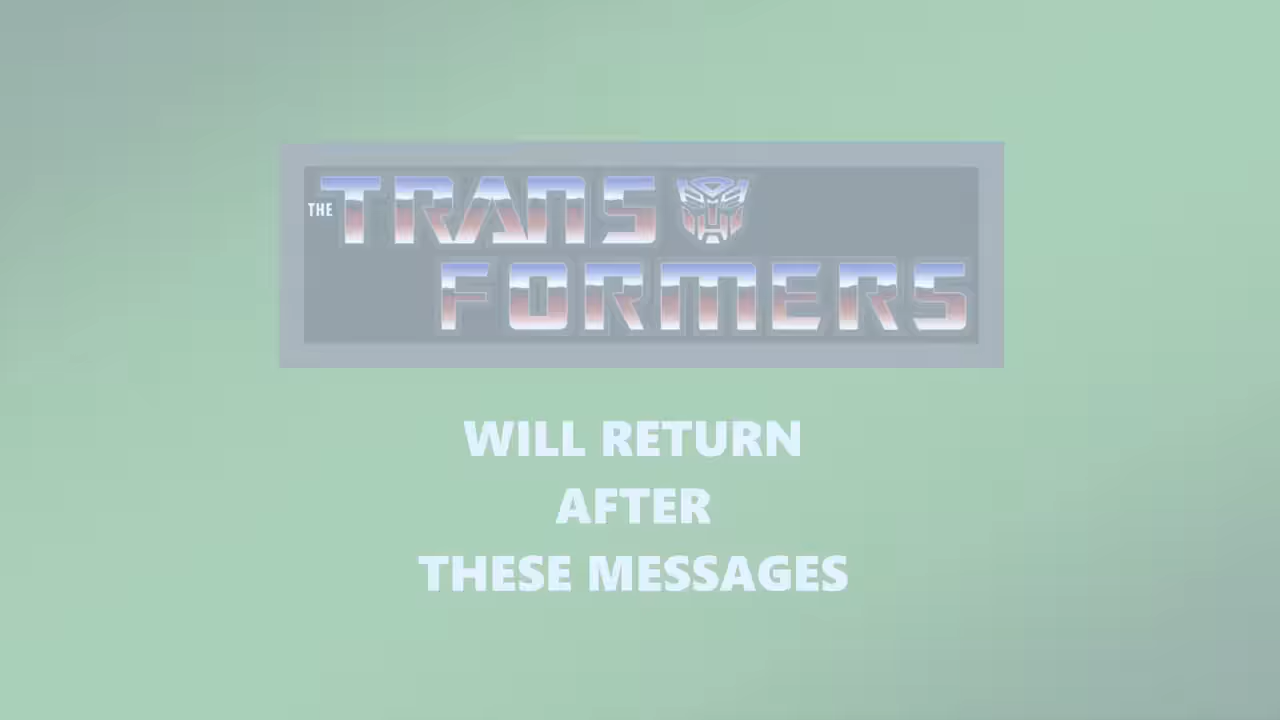 THE TRANS
FORMERS
WILL RETURN
AFTER
THESE MESSAGES